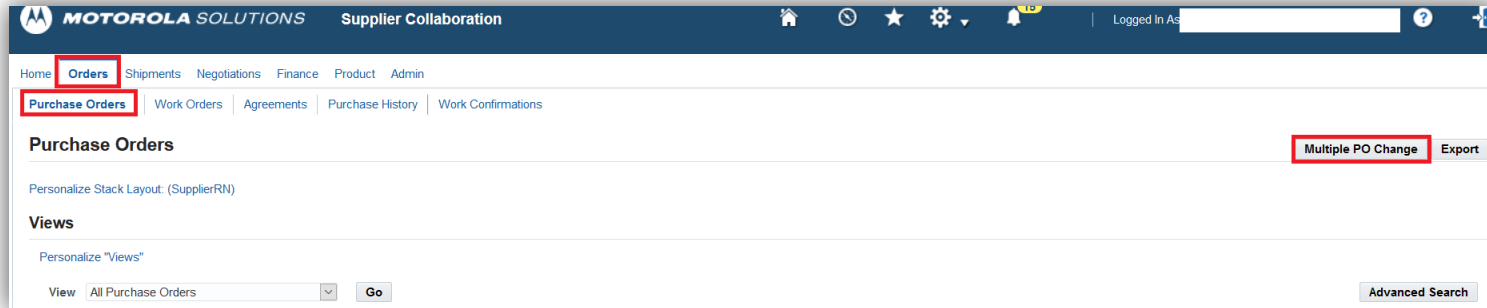 MOTOROLA SOLUTIONS Supplier Collaboration 15 | Logged In As ?
Home Orders Shipments Negotiations Finance Product Admin
Purchase Orders | Work Orders | Agreements | Purchase History | Work Confirmations
Purchase Orders Multiple PO Change Export
Personalize Stack Layout: (SupplierRN)
Views
Personalize "Views"
View All Purchase Orders Go Advanced Search